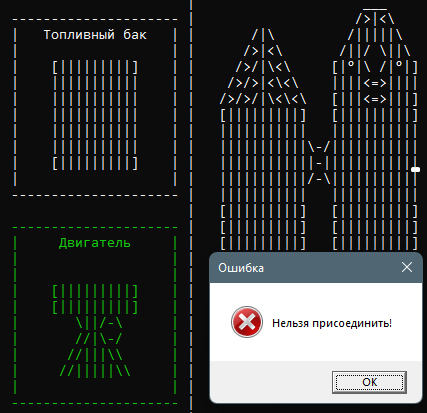 Топливный бак
Двигатель
Ошибка
Нельзя присоединить!
OK